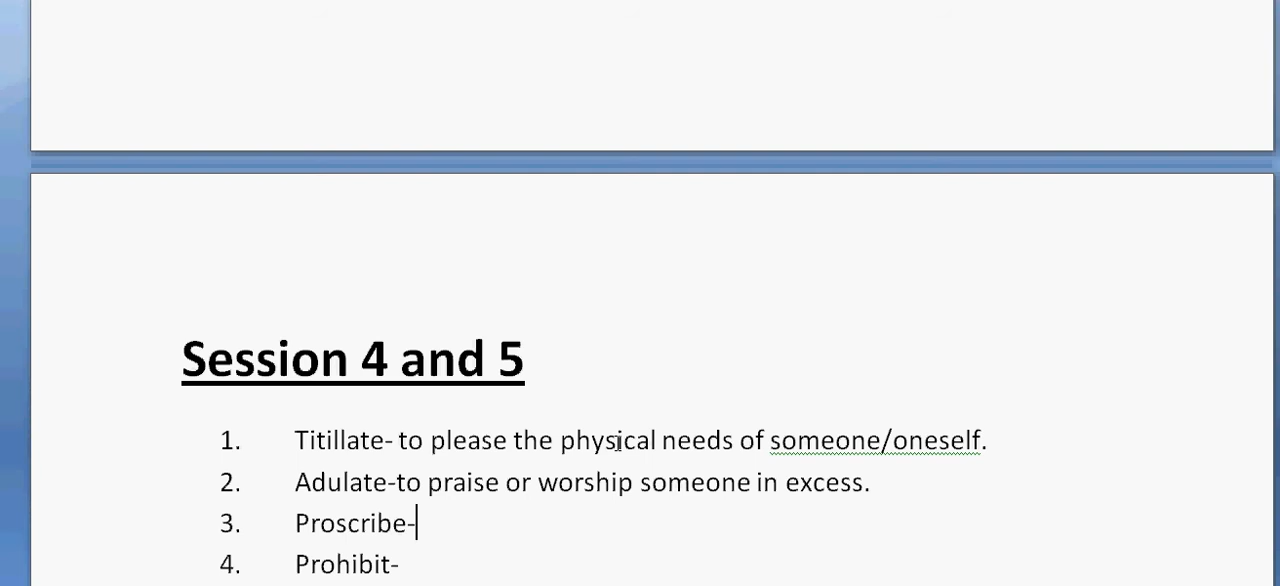 Session 4 and 5
1. Titillate- to please the physical needs of someone/oneself.
2. Adulate-to praise or worship someone in excess.
3. Proscribe-
4. Prohibit-